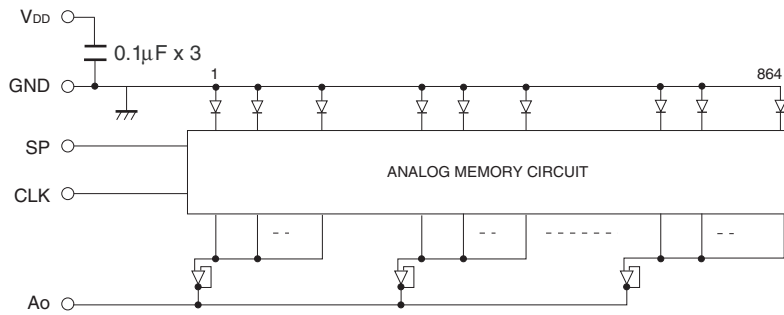 VDD
0.1μF x 3
GND
1
864
SP
ANALOG MEMORY CIRCUIT
CLK
Ao